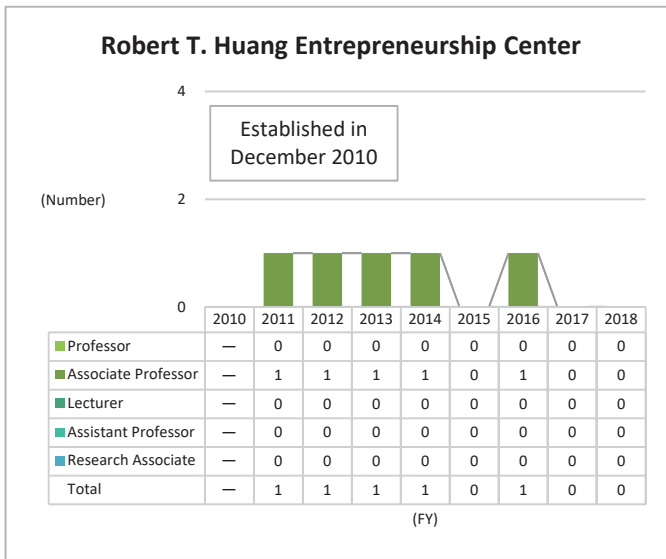 Robert T. Huang Entrepreneurship Center
4
Established in
December 2010
(Number)
2
0
2010 2011 2012 2013 2014 2015 2016 2017 2018
Professor — 0 0 0 0 0 0 0 0
Associate Professor — 1 1 1 1 0 1 0 0
Lecturer — 0 0 0 0 0 0 0 0
Assistant Professor — 0 0 0 0 0 0 0 0
Research Associate — 0 0 0 0 0 0 0 0
Total — 1 1 1 1 0 1 0 0
(FY)